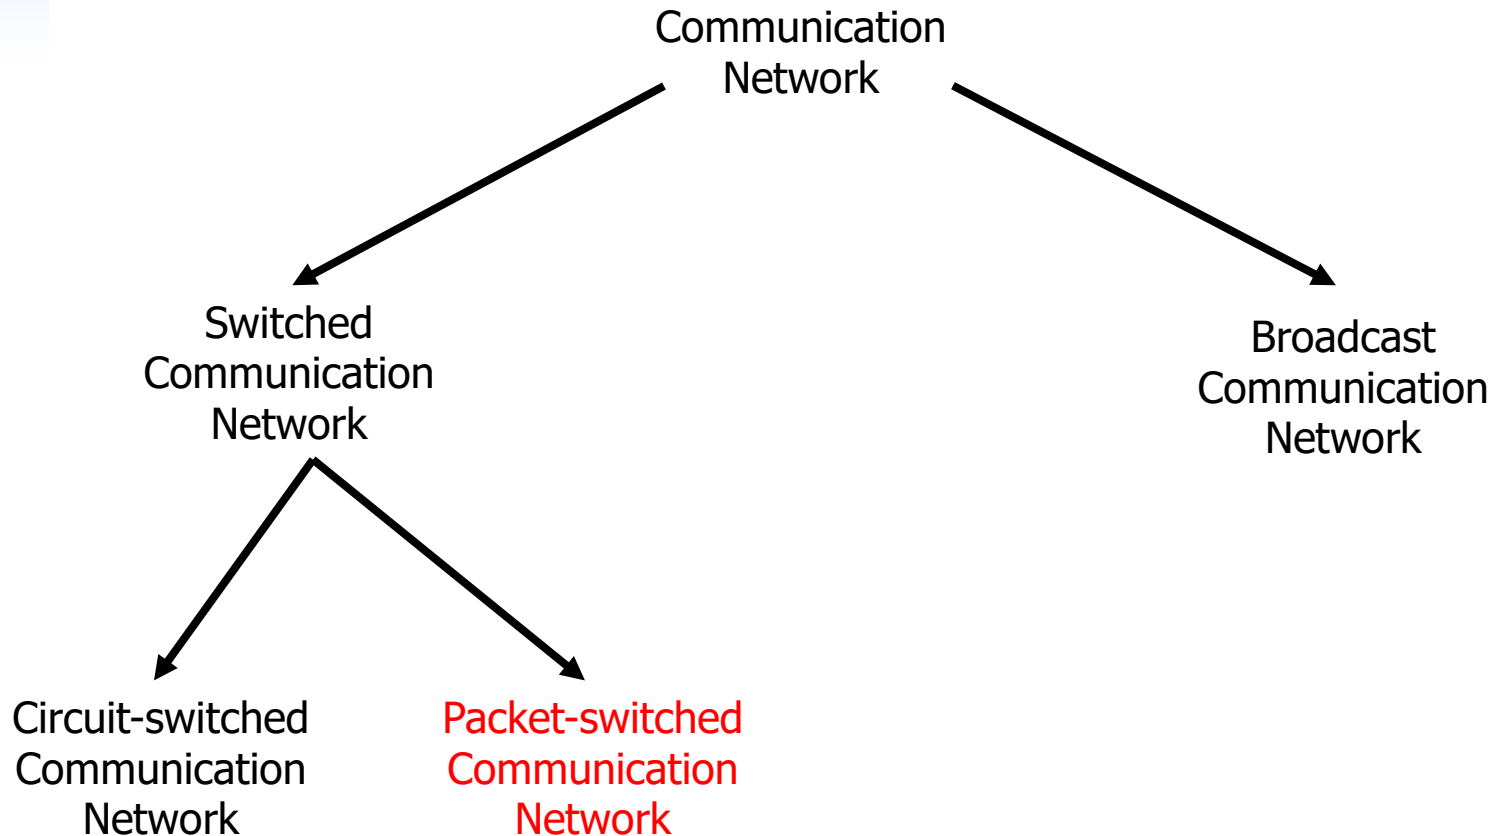 Communication
Network
Switched
Communication
Network
Broadcast
Communication
Network
Circuit-switched
Communication
Network
Packet-switched
Communication
Network